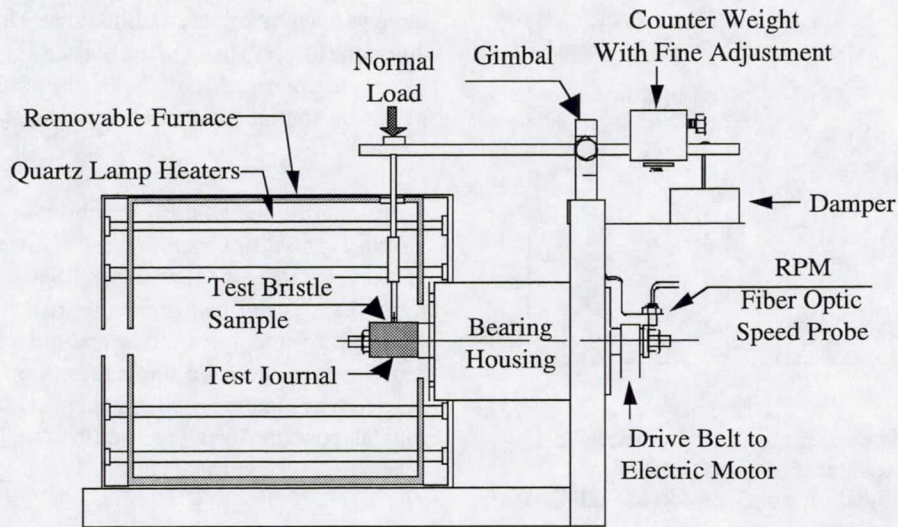 Counter Weight
With Fine Adjustment
Normal
Load
Gimbal
Removable Furnace
Quartz Lamp Heaters
Damper
Test Bristle
Sample
RPM
Fiber Optic
Speed Probe
Bearing
Housing
Test Journal
Drive Belt to
Electric Motor